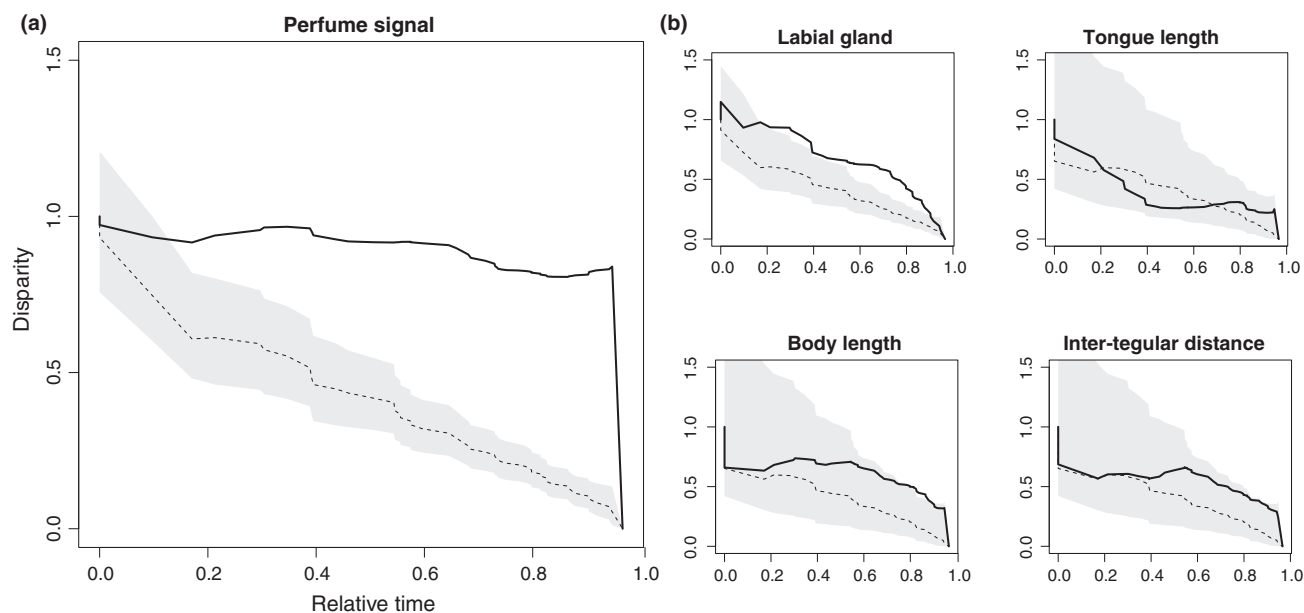 (a)
Perfume signal
1.5
1.0
0.5
0.0
Disparity
0.0 0.2 0.4 0.6 0.8 1.0
Relative time
(b)
Labial gland
1.5
1.0
0.5
0.0
0.0 0.2 0.4 0.6 0.8 1.0
Tongue length
1.5
1.0
0.5
0.0
0.0 0.2 0.4 0.6 0.8 1.0
Body length
1.5
1.0
0.5
0.0
0.0 0.2 0.4 0.6 0.8 1.0
Inter-tegular distance
1.5
1.0
0.5
0.0
0.0 0.2 0.4 0.6 0.8 1.0